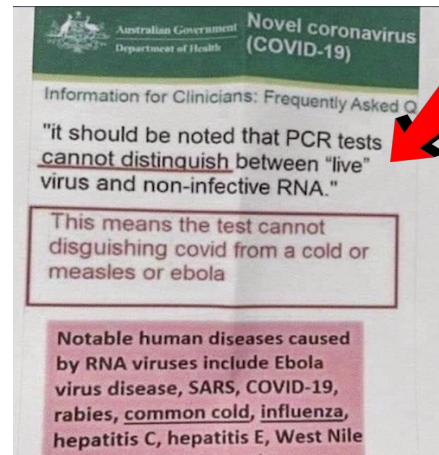 Australian Government
Department of Health
Novel coronavirus
(COVID-19)
Information for Clinicians: Frequently Asked Q
"it should be noted that PCR tests
cannot distinguish between “live”
virus and non-infective RNA."
This means the test cannot
disguishing covid from a cold or
measles or ebola
Notable human diseases caused
by RNA viruses include Ebola
virus disease, SARS, COVID-19,
rabies, common cold, influenza,
hepatitis C, hepatitis E, West Nile